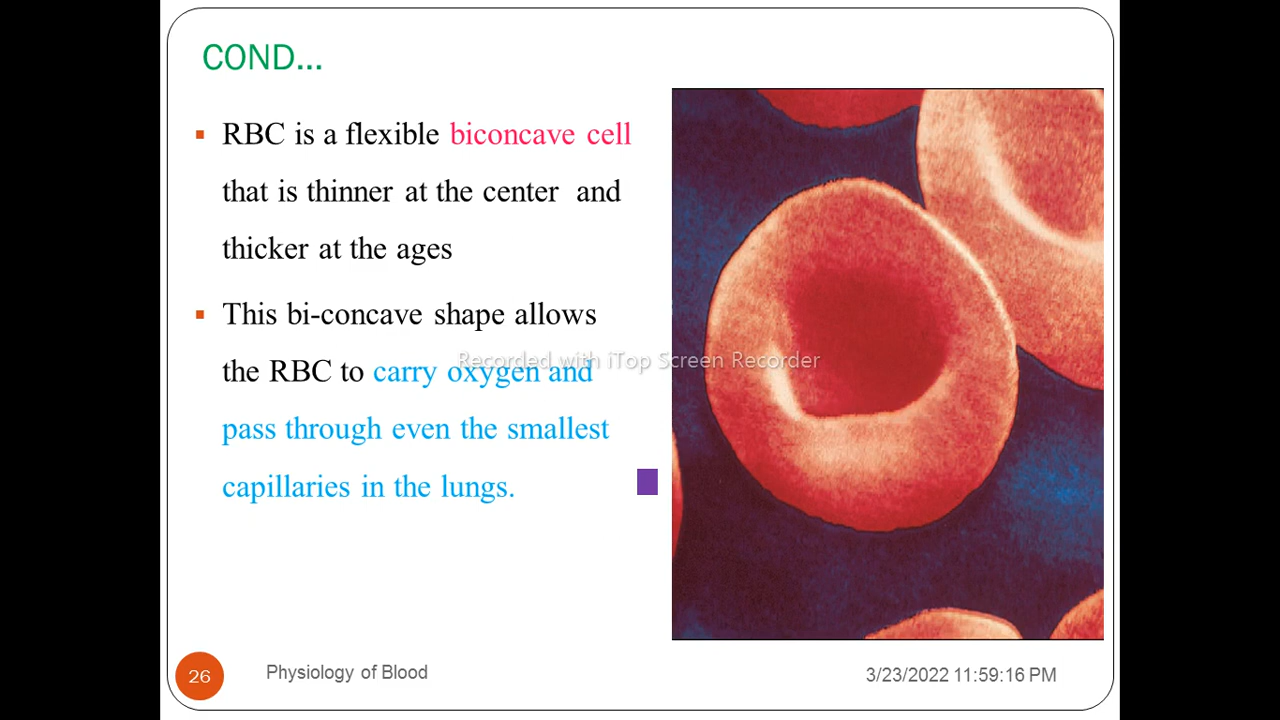 COND...
RBC is a flexible biconcave cell
that is thinner at the center and
thicker at the ages
This bi-concave shape allows
the RBC to carry oxygen and
pass through even the smallest
capillaries in the lungs.
Recorded with iTop Screen Recorder
26
Physiology of Blood
3/23/2022 11:59:16 PM